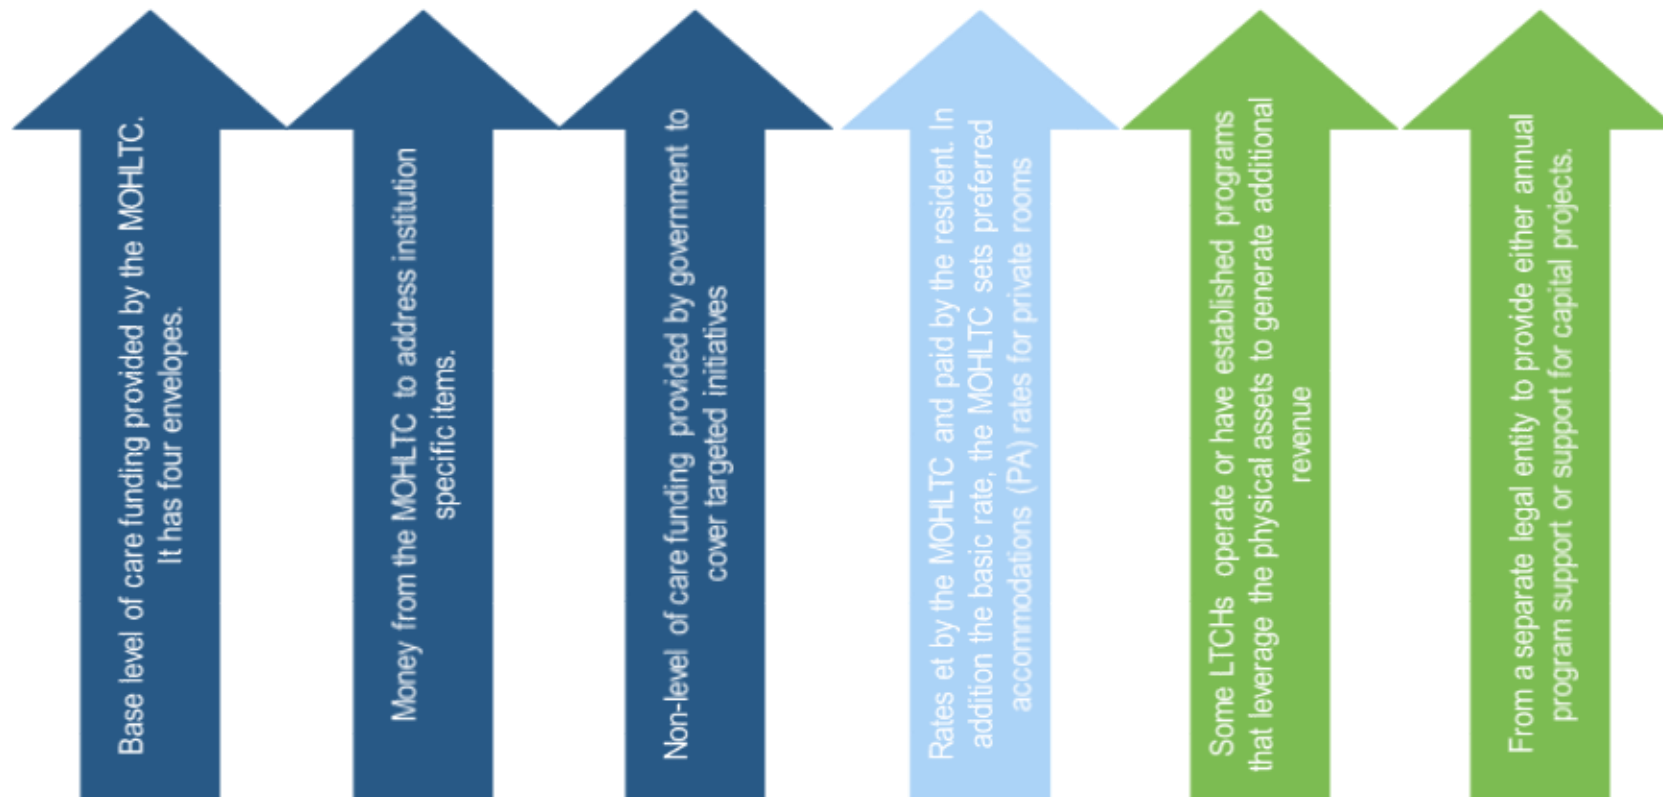 Base level of care funding provided by the MOHLTC.
It has four envelopes.
Money from the MOHLTC to address institution
specific items.
Non-level of care funding provided by government to
cover targeted initiatives
Rates et by the MOHLTC and paid by the resident. In
addition the basic rate, the MOHLTC sets preferred
accommodations (PA) rates for private rooms
Some LTCHs operate or have established programs
that leverage the physical assets to generate additional
revenue
From a separate legal entity to provide either annual
program support or support for capital projects.